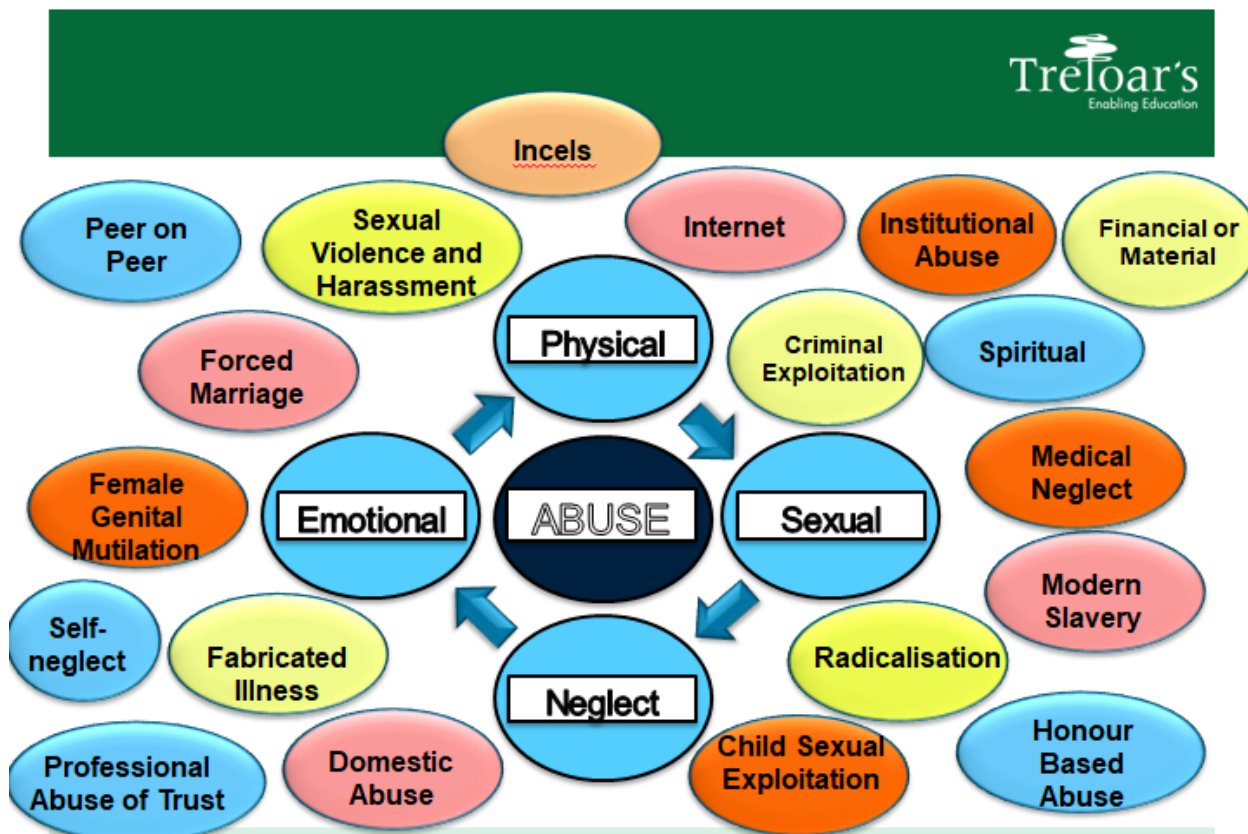 Treloar's
Enabling Education
Incels
Peer on
Peer
Sexual
Violence and
Harassment
Internet
Institutional
Abuse
Financial or
Material
Physical
Criminal
Exploitation
Spiritual
Forced
Marriage
Medical
Neglect
Female
Genital
Mutilation
Emotional
ABUSE
Sexual
Modern
Slavery
Self-
neglect
Fabricated
Illness
Neglect
Radicalisation
Professional
Abuse of Trust
Domestic
Abuse
Child Sexual
Exploitation
Honour
Based
Abuse